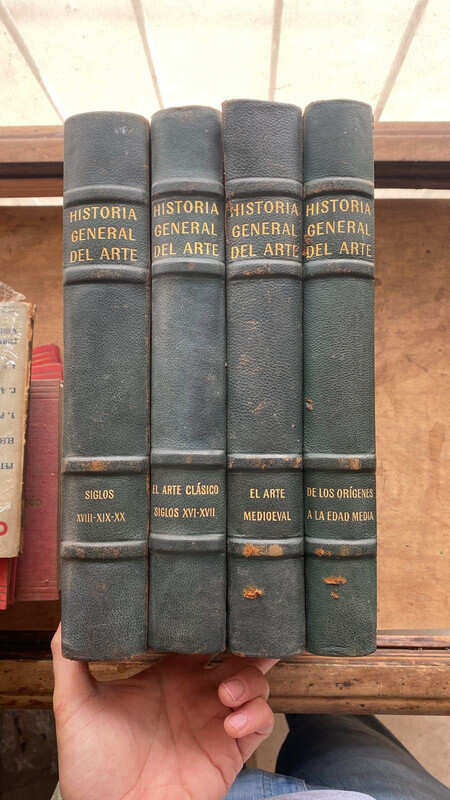 HISTORIA
GENERAL
DEL ARTE
SIGLOS
XVIII-XIX-XX
HISTORIA
GENERAL
DEL ARTE
EL ARTE CLÁSICO
SIGLOS XVI-XVII
HISTORIA
GENERAL
DEL ARTE
EL ARTE
MEDIOEVAL
HISTORIA
GENERAL
DEL ARTE
DE LOS ORÍGENES
A LA EDAD MEDIA